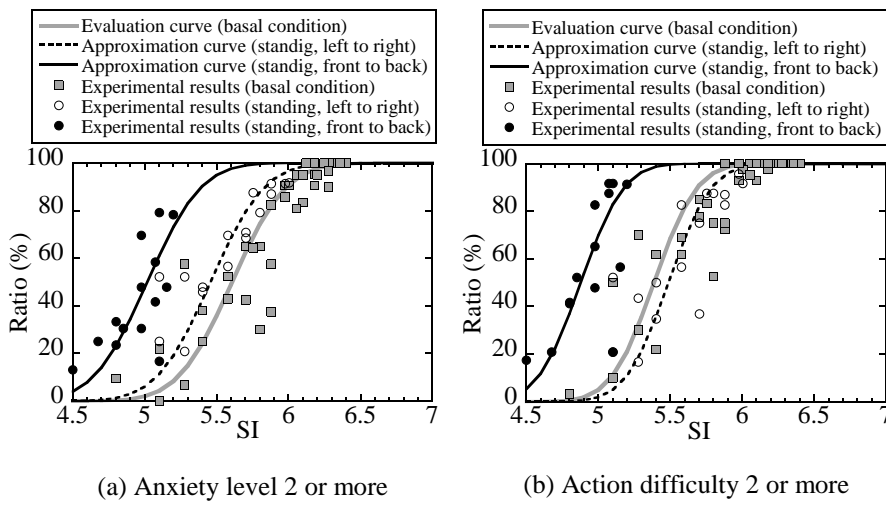 Evaluation curve (basal condition)
Approximation curve (standig, left to right)
Approximation curve (standig, front to back)
Experimental results (basal condition)
Experimental results (standing, left to right)
Experimental results (standing, front to back)
100
80
60
40
20
0
Ratio (%)
4.5 5 5.5 6 6.5 7
SI
(a) Anxiety level 2 or more
Evaluation curve (basal condition)
Approximation curve (standig, left to right)
Approximation curve (standig, front to back)
Experimental results (basal condition)
Experimental results (standing, left to right)
Experimental results (standing, front to back)
100
80
60
40
20
0
Ratio (%)
4.5 5 5.5 6 6.5 7
SI
(b) Action difficulty 2 or more